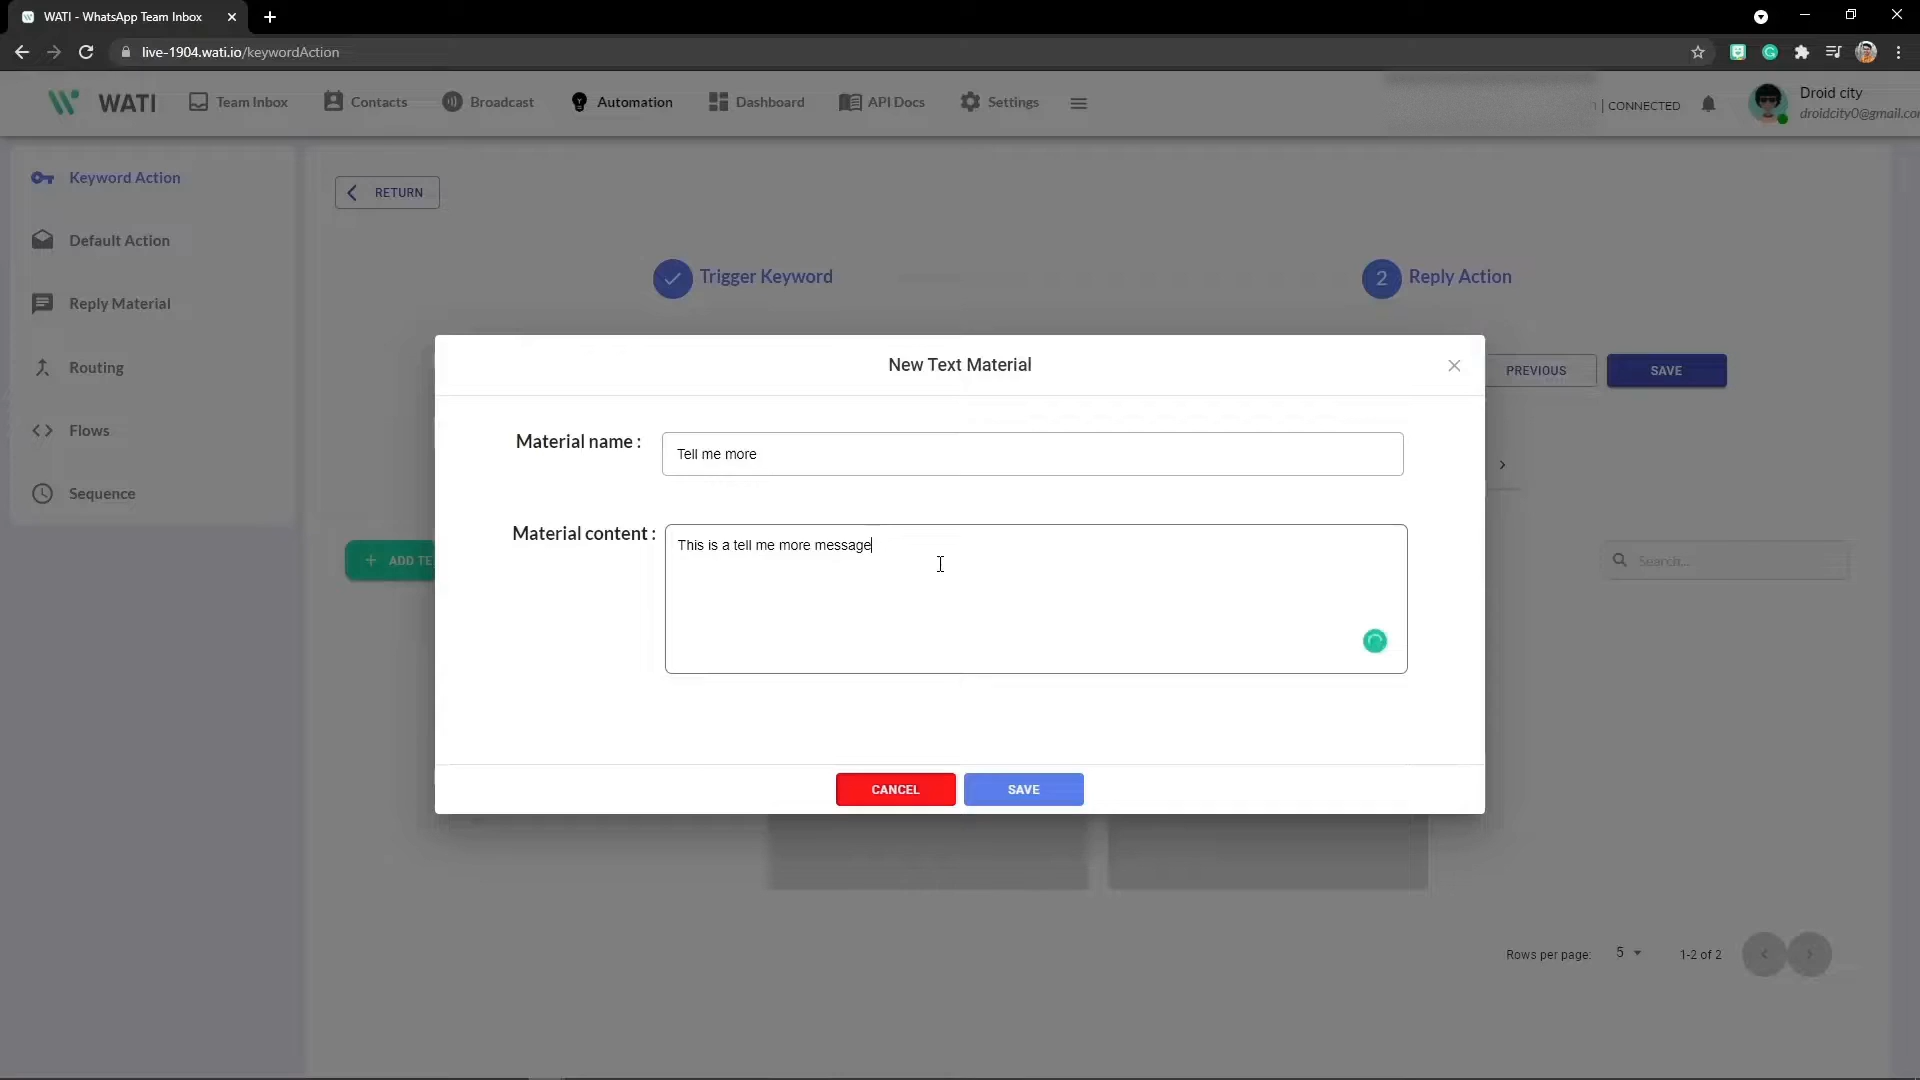 WATI - WhatsApp Team Inbox
live-1904.wati.io/keywordAction
WATI
Team Inbox
Contacts
Broadcast
Automation
Dashboard
API Docs
Settings
| CONNECTED
Droid city
droidcity0@gmail.co
Keyword Action
Default Action
Reply Material
Routing
Flows
Sequence
RETURN
Trigger Keyword
2 Reply Action
PREVIOUS
SAVE
New Text Material
Material name :
Tell me more
Material content :
This is a tell me more message
+ ADD TE
Search...
CANCEL
SAVE
Rows per page:
5
1-2 of 2